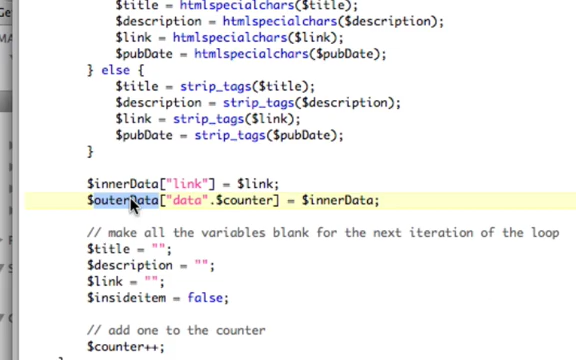 $title = htmlspecialchars($title);
$description = htmlspecialchars($description);
$link = htmlspecialchars($link);
$pubDate = htmlspecialchars($pubDate);
} else {
$title = strip_tags($title);
$description = strip_tags($description);
$link = strip_tags($link);
$pubDate = strip_tags($pubDate);
}
$innerData["link"] = $link;
$outerData["data".$counter] = $innerData;
// make all the variables blank for the next iteration of the loop
$title = "";
$description = "";
$link = "";
$insideitem = false;
// add one to the counter
$counter++;